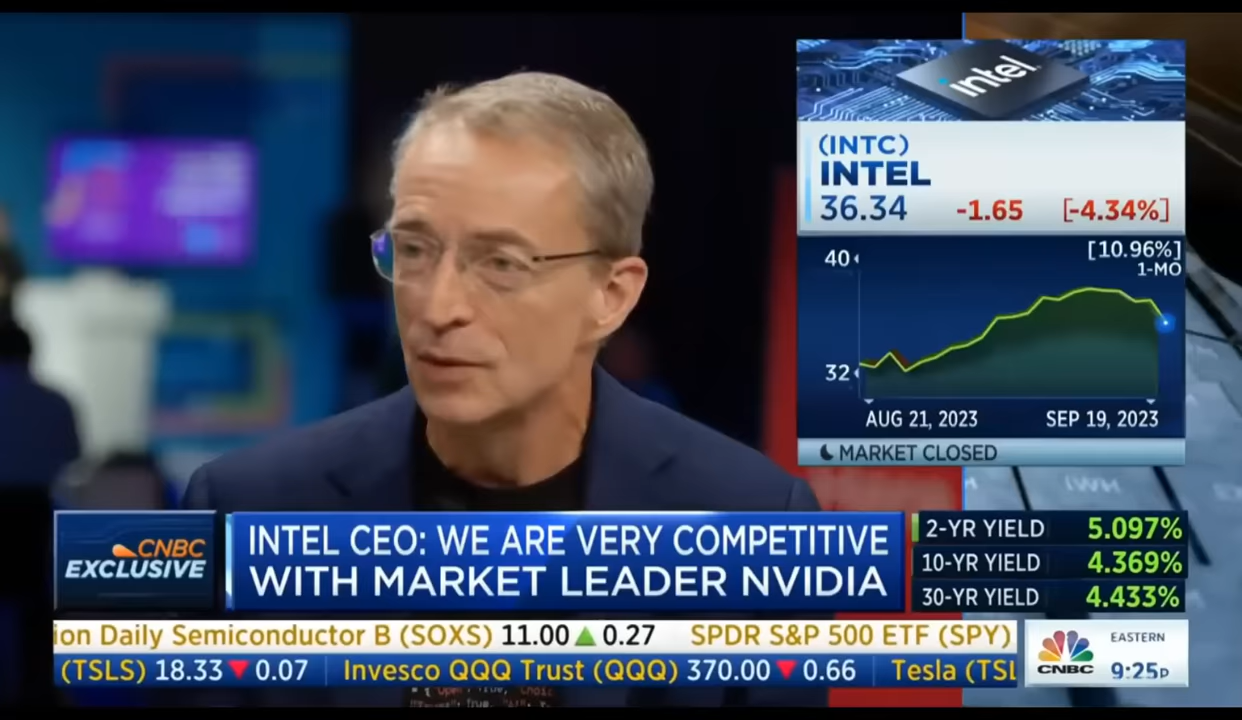 intel
(INTC)
INTEL
36.34 -1.65 [-4.34%]
[10.96%]
1-MO
40
32
AUG 21, 2023 SEP 19, 2023
MARKET CLOSED
CNBC
EXCLUSIVE
INTEL CEO: WE ARE VERY COMPETITIVE
WITH MARKET LEADER NVIDIA
2-YR YIELD 5.097%
10-YR YIELD 4.369%
30-YR YIELD 4.433%
ion Daily Semiconductor B (SOXS) 11.00 ▲ 0.27 SPDR S&P 500 ETF (SPY)
(TSLS) 18.33 ▼ 0.07 Invesco QQQ Trust (QQQ) 370.00 ▼ 0.66 Tesla (TSL
CNBC
EASTERN
9:25P